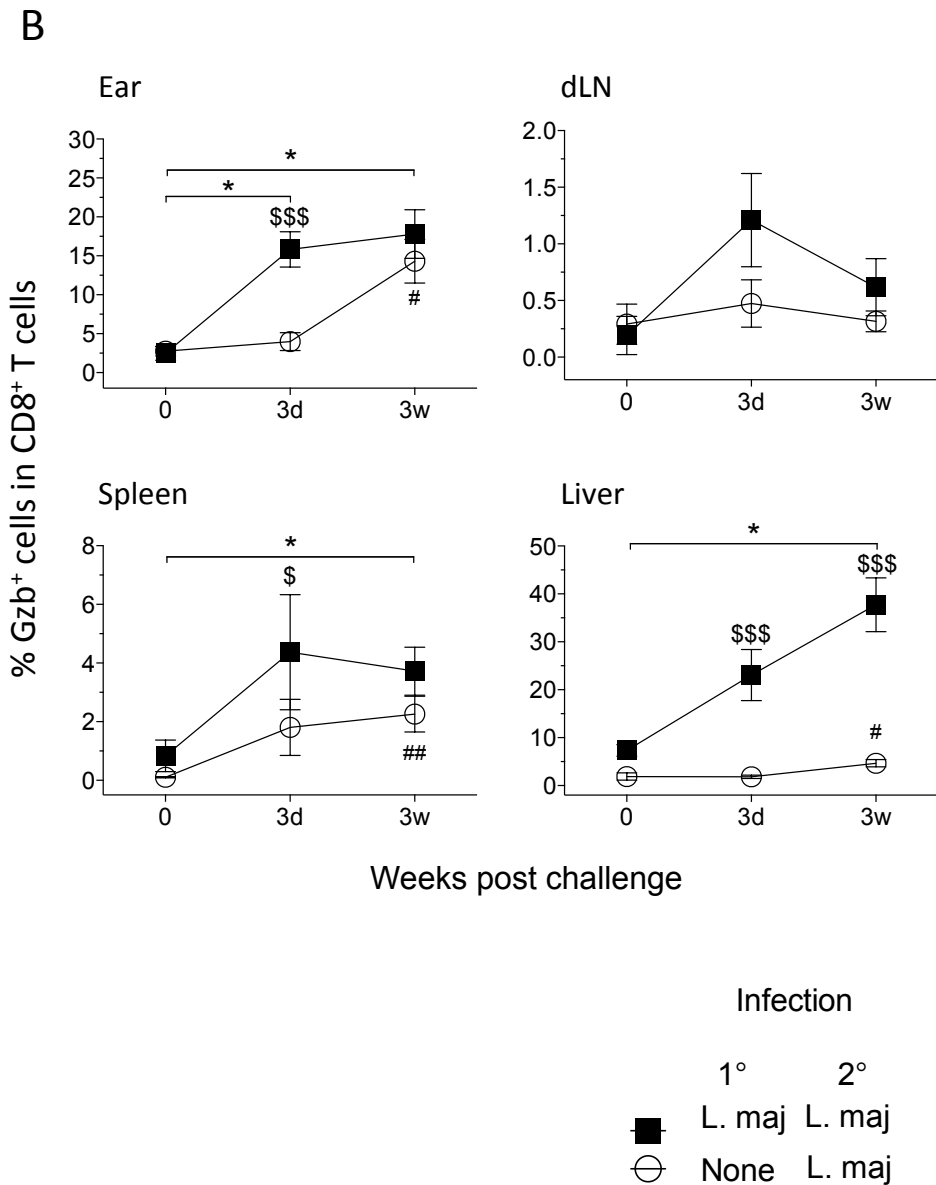 B
Ear
dLN
% Gzb⁺ cells in CD8⁺ T cells
30
25
20
15
10
5
0
*
*
$$$
#
0 3d 3w
2.0
1.5
1.0
0.5
0.0
0 3d 3w
Spleen
Liver
8
6
4
2
0
*
$
##
0 3d 3w
50
40
30
20
10
0
*
$$$
$$$
#
0 3d 3w
Weeks post challenge
Infection
1° 2°
L. maj L. maj
None L. maj